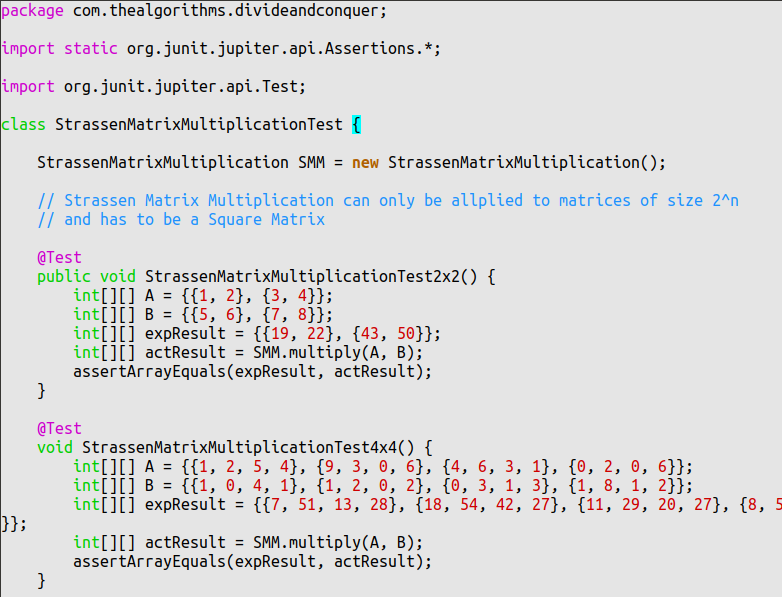 package com.thealgorithms.divideandconquer;
import static org.junit.jupiter.api.Assertions.*;
import org.junit.jupiter.api.Test;
class StrassenMatrixMultiplicationTest {
StrassenMatrixMultiplication SMM = new StrassenMatrixMultiplication();
// Strassen Matrix Multiplication can only be allplied to matrices of size 2^n
// and has to be a Square Matrix
@Test
public void StrassenMatrixMultiplicationTest2x2() {
int[][] A = {{1, 2}, {3, 4}};
int[][] B = {{5, 6}, {7, 8}};
int[][] expResult = {{19, 22}, {43, 50}};
int[][] actResult = SMM.multiply(A, B);
assertArrayEquals(expResult, actResult);
}
@Test
void StrassenMatrixMultiplicationTest4x4() {
int[][] A = {{1, 2, 5, 4}, {9, 3, 0, 6}, {4, 6, 3, 1}, {0, 2, 0, 6}};
int[][] B = {{1, 0, 4, 1}, {1, 2, 0, 2}, {0, 3, 1, 3}, {1, 8, 1, 2}};
int[][] expResult = {{7, 51, 13, 28}, {18, 54, 42, 27}, {11, 29, 20, 27}, {8, 5
}};
int[][] actResult = SMM.multiply(A, B);
assertArrayEquals(expResult, actResult);
}